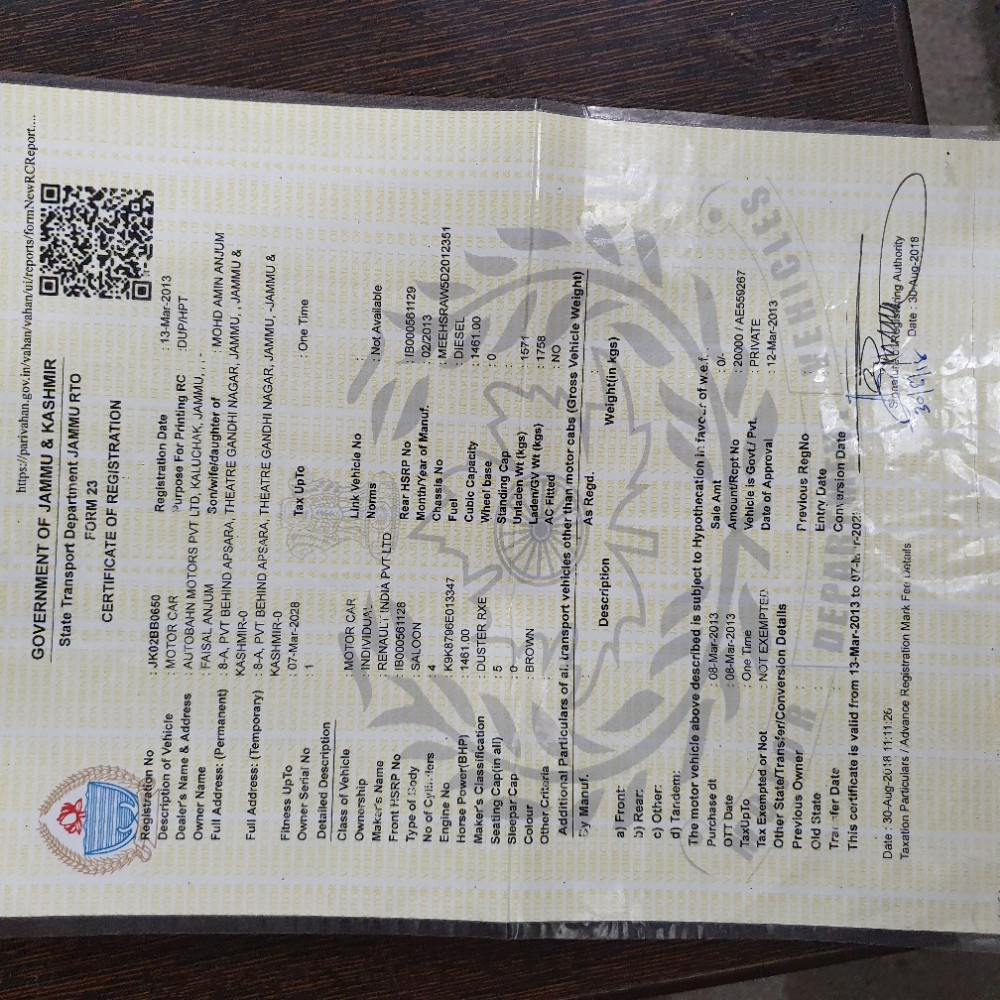 https://parivahan.gov.in/vahan/vahan/ui/reports/formNewRCReport....
GOVERNMENT OF JAMMU & KASHMIR
State Transport Department JAMMU RTO
FORM 23
CERTIFICATE OF REGISTRATION
Registration No : JK02BB0650 Registration Date : 13-Mar-2013
Description of Vehicle : MOTOR CAR Purpose For Printing RC :DUP/HPT
Dealer's Name & Address : AUTOBAHN MOTORS PVT LTD, KALUCHAK, JAMMU, , ,
Owner Name : FAISAL ANJUM Son/wife/daughter of : MOHD AMIN ANJUM
Full Address: (Permanent) : 8-A, PVT BEHIND APSARA, THEATRE GANDHI NAGAR, JAMMU, , JAMMU &
KASHMIR-0
Full Address: (Temporary) : 8-A, PVT BEHIND APSARA, THEATRE GANDHI NAGAR, JAMMU, -JAMMU &
KASHMIR-0
Fitness UpTo : 07-Mar-2028 Tax UpTo : One Time
Owner Serial No : 1
Detailed Description
Class of Vehicle : MOTOR CAR Link Vehicle No
Ownership : INDIVIDUAL Norms : Not Available
Maker's Name : RENAULT INDIA PVT LTD
Front HSRP No : IB000561128 Rear HSRP No : IB000561129
Type of Body : SALOON Month/Year of Manuf. : 02/2013
No of Cylinders : 4 Chassis No : MEEHSRAW5D2012351
Engine No : K9K8796E013347 Fuel : DIESEL
Horse Power(BHP) : 1461.00 Cubic Capacity : 1461.00
Maker's Classification : DUSTER RXE Wheel base :
Seating Cap(in all) : 5 Standing Cap : 0
Sleepar Cap : 0 Unladen Wt (kgs) : 1571
Colour : BROWN Laden/GV Wt (kgs) : 1758
Other Criteria : AC Fitted : NO
Additional Particulars of all transport vehicles other than motor cabs (Gross Vehicle Weight)
By Manuf. As Regd.
Description Weight(in kgs)
a) Front: :
b) Rear: :
c) Other: :
d) Tandem: :
The motor vehicle above described is subject to Hypothecation in favour of w.e.f. .
Purchase dt : 08-Mar-2013 Sale Amt : 0/-
OTT Date : 06-Mar-2013 Amount/Rcpt No : 20000 / AE559267
TaxUpTo : One Time Vehicle is Govt./ Pvt. : PRIVATE
Tax Exempted or Not : NOT EXEMPTED Date of Approval : 12-Mar-2013
Other State/Transfer/Conversion Details
Previous Owner : Previous RegNo :
Old State : Entry Date :
Transfer Date : Conversion Date :
This certificate is valid from 13-Mar-2013 to
Signature of Registering Authority
30/8/18
Date : 30-Aug-2018 11:11:26 Date : 30-Aug-2018
Taxation Particulars / Advance Registration Mark Fee Details